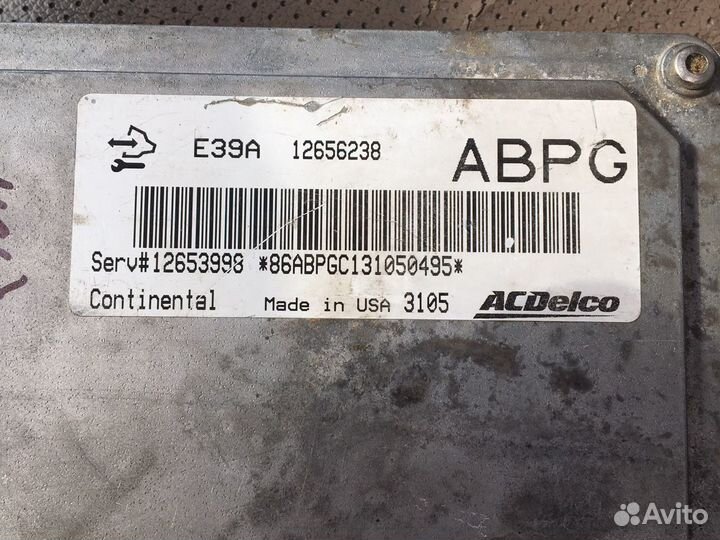 E39A 12656238 ABPG
Serv#12653998 *86ABPGC131050495*
Continental Made in USA 3105 ACDelco
Avito